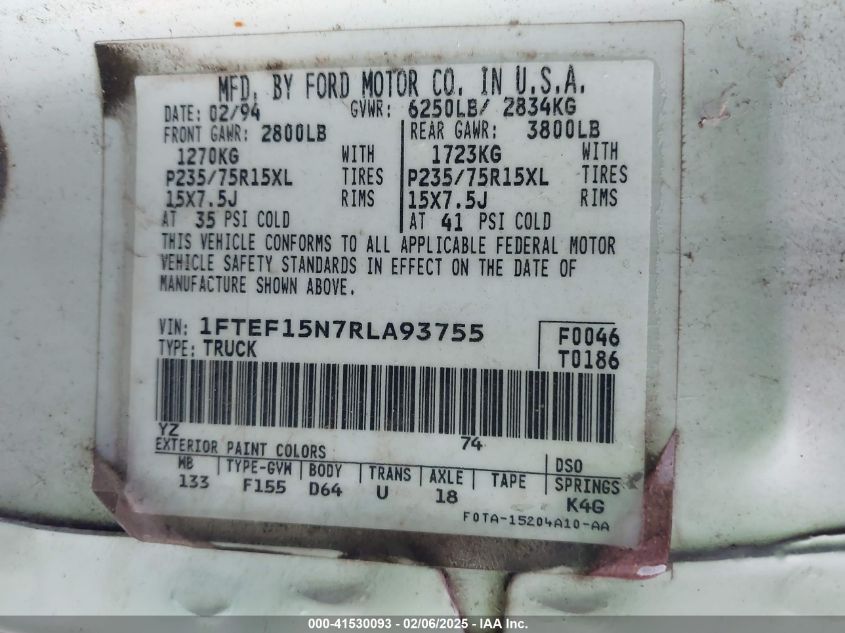 MFD. BY FORD MOTOR CO. IN U.S.A.
DATE: 02/94 GVWR: 6250LB/ 2834KG
FRONT GAWR: 2800LB REAR GAWR: 3800LB
1270KG WITH 1723KG WITH
P235/75R15XL TIRES P235/75R15XL TIRES
15X7.5J RIMS 15X7.5J RIMS
AT 35 PSI COLD AT 41 PSI COLD
THIS VEHICLE CONFORMS TO ALL APPLICABLE FEDERAL MOTOR
VEHICLE SAFETY STANDARDS IN EFFECT ON THE DATE OF
MANUFACTURE SHOWN ABOVE.
VIN: 1FTEF15N7RLA93755 F0046
TYPE: TRUCK T0186
YZ 74
EXTERIOR PAINT COLORS DSO
WB TYPE-GVW BODY TRANS AXLE TAPE SPRINGS
133 F155 D64 U 18 K4G
F0TA-15204A10-AA
000-41530093 - 02/06/2025 - IAA Inc.